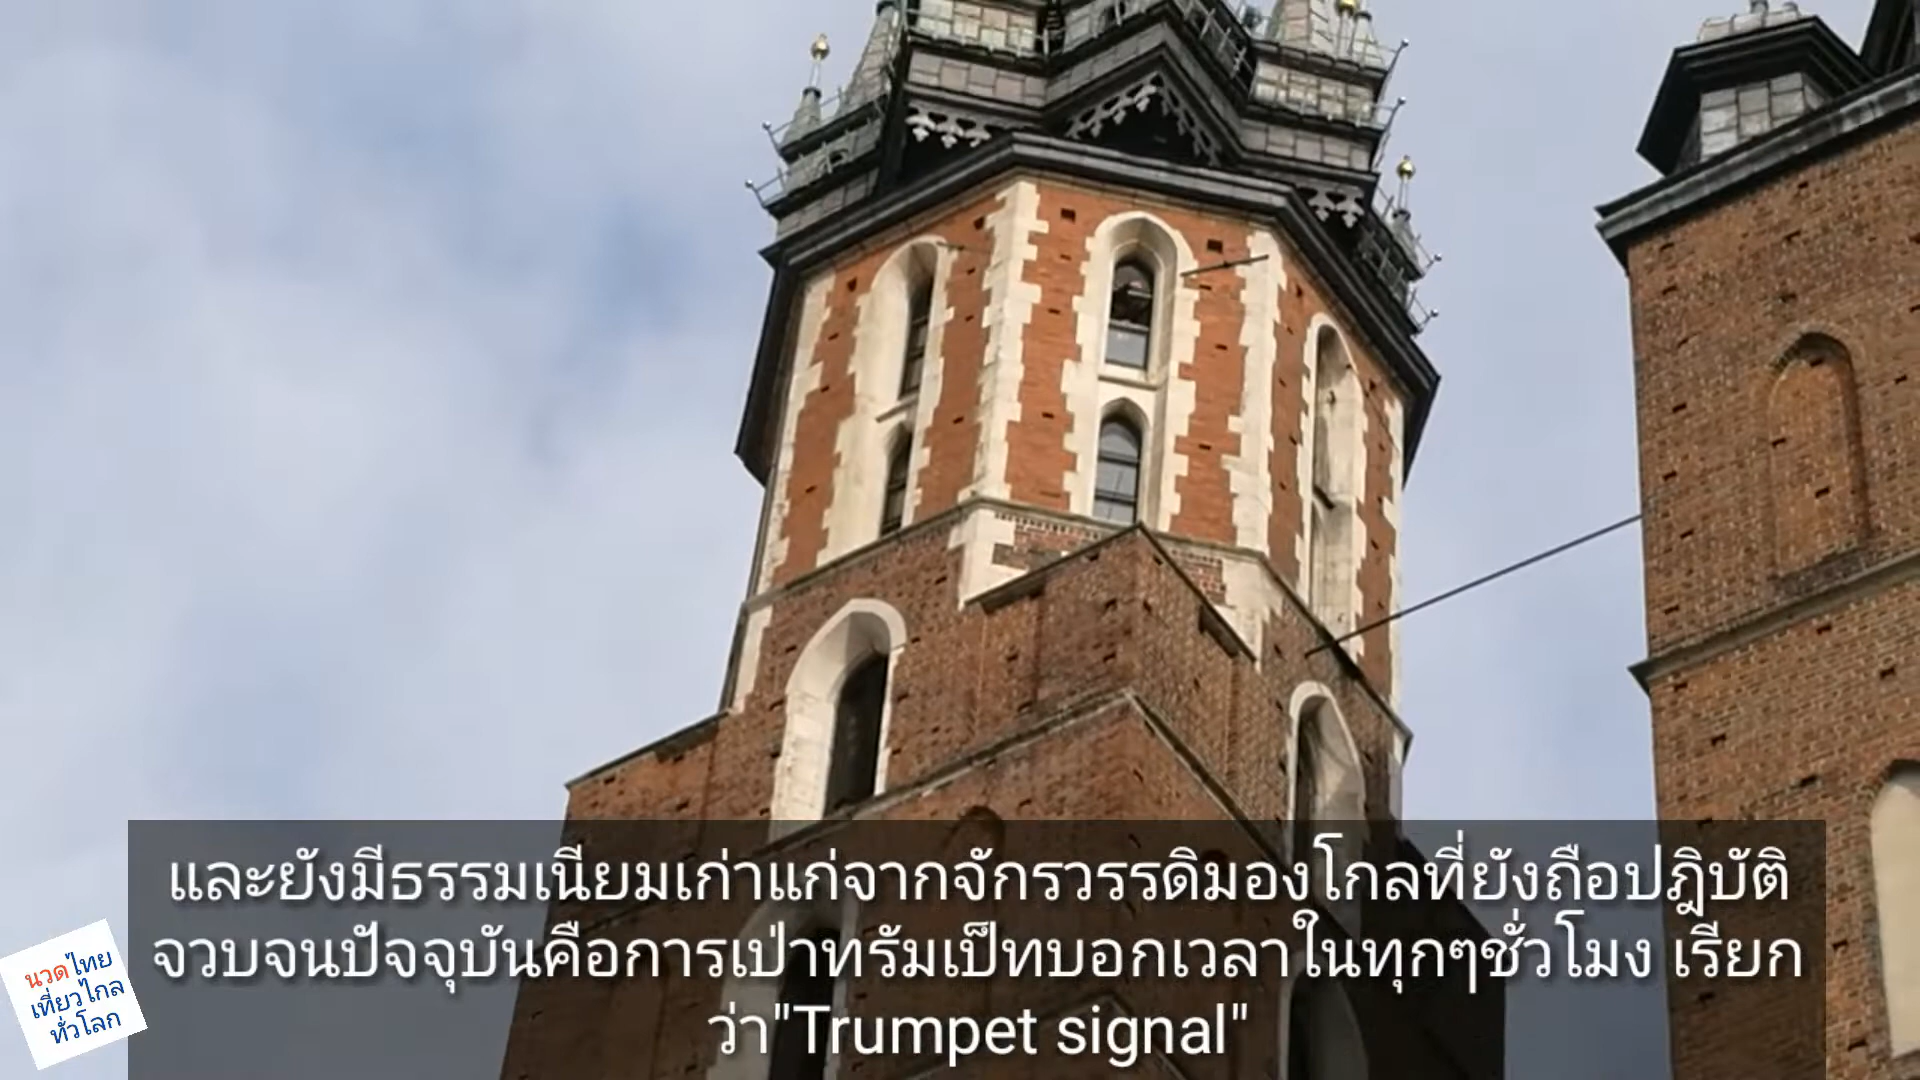 และยังมีธรรมเนียมเก่าแก่จากจักรวรรดิมองโกลที่ยังถือปฎิบัติ
จวบจนปัจจุบันคือการเป่าทรัมเป็ทบอกเวลาในทุกๆชั่วโมง เรียก
ว่า"Trumpet signal"
นวดไทย
เที่ยวไกล
ทั่วโลก